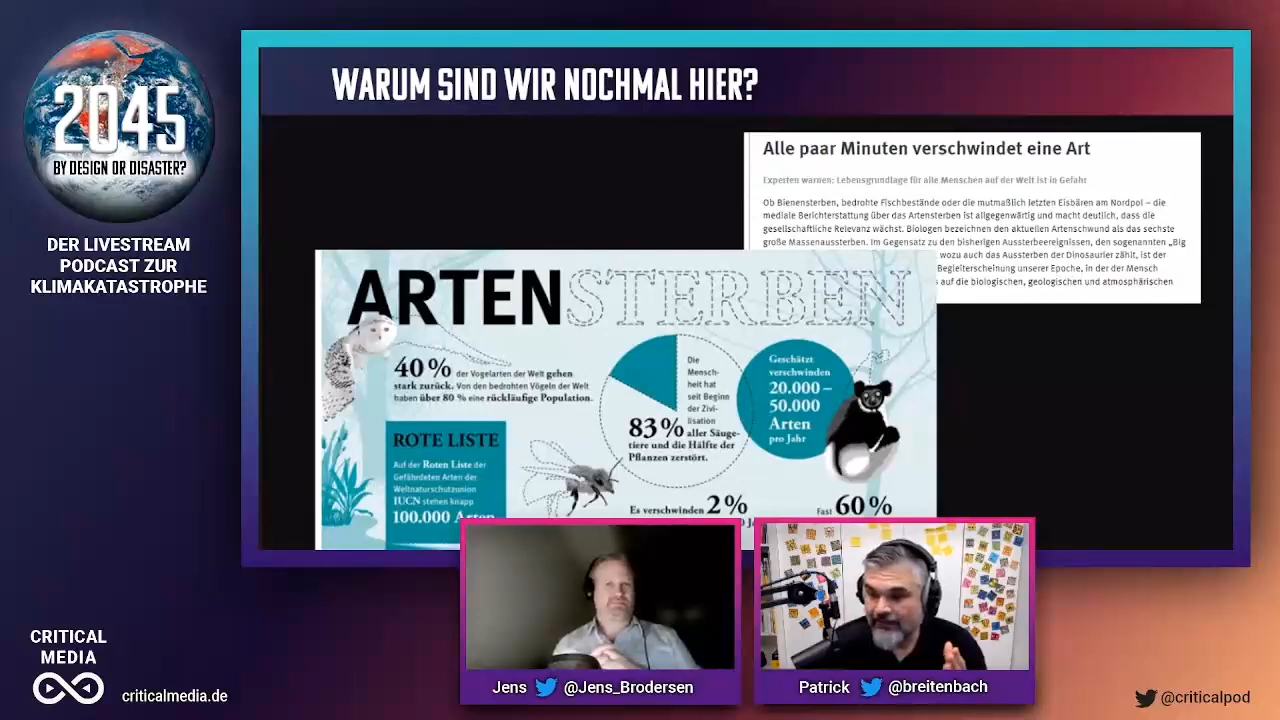 2045
BY DESIGN OR DISASTER?
DER LIVESTREAM
PODCAST ZUR
KLIMAKATASTROPHE
WARUM SIND WIR NOCHMAL HIER?
Alle paar Minuten verschwindet eine Art
Experten warnen: Lebensgrundlage für alle Menschen auf der Welt ist in Gefahr
Ob Bienensterben, bedrohte Fischbestände oder die mutmaßlich letzten Eisbären am Nordpol – die
mediale Berichterstattung über das Artensterben ist allgegenwärtig und macht deutlich, dass die
gesellschaftliche Relevanz wächst. Biologen bezeichnen den aktuellen Artenschwund als das sechste
große Massenaussterben. Im Gegensatz zu den bisherigen Aussterbeereignissen, den sogenannten „Big
wozu auch das Aussterben der Dinosaurier zählt, ist der
Begleiterscheinung unserer Epoche, in der der Mensch
auf die biologischen, geologischen und atmosphärischen
ARTENSTERBEN
40 % der Vogelarten der Welt gehen
stark zurück. Von den bedrohten Vögeln der Welt
haben über 80 % eine rückläufige Population.
ROTE LISTE
Auf der Roten Liste der
Gefährdeten Arten der
Weltnaturschutzunion
IUCN stehen knapp
100.000 Arten
Die
Mensch-
heit hat
seit Beginn
der Zivi-
lisation
83 % aller Säuge-
tiere und die Hälfte der
Pflanzen zerstört.
Geschätzt
verschwinden
20.000 –
50.000
Arten
pro Jahr
Es verschwinden 2 %
Fast 60 %
Jens @Jens_Brodersen
Patrick @breitenbach
CRITICAL
MEDIA
criticalmedia.de
@criticalpod